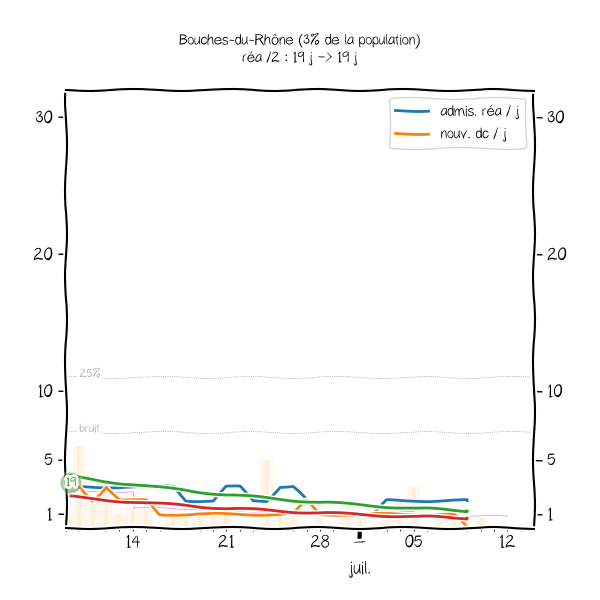 Bouches-du-Rhône (3% de la population)
réa /2 : 19 j -> 19 j
admis. réa / j
nouv. dc / j
30 30
20 20
25%
10 10
bruit
5 5
19
1 1
14 21 28 1 05 12
juil.